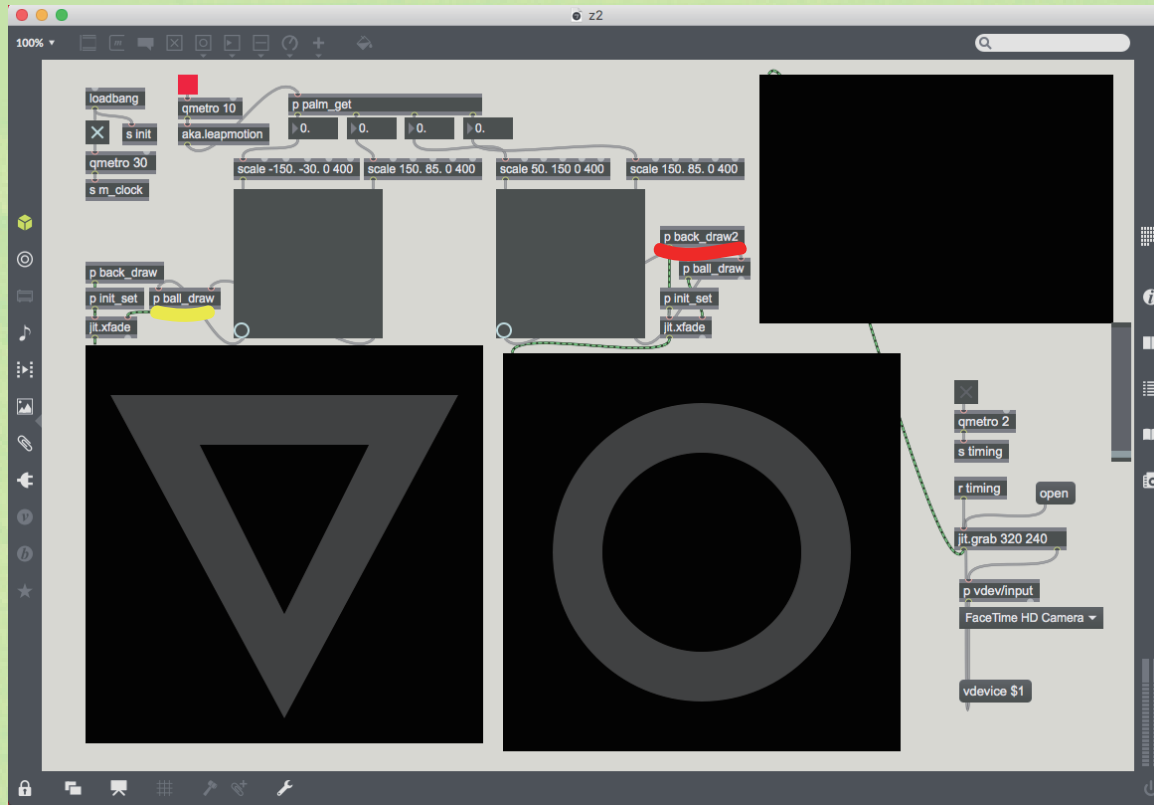 z2
100%
loadbang
s init
qmetro 30
s m_clock
qmetro 10
aka.leapmotion
p palm_get
0.
0.
0.
0.
scale -150. -30. 0 400
scale 150. 85. 0 400
scale 50. 150 0 400
scale 150. 85. 0 400
p back_draw
p init_set
p ball_draw
jit.xfade
p back_draw2
p ball_draw
p init_set
jit.xfade
qmetro 2
s timing
r timing
open
jit.grab 320 240
p vdev/input
FaceTime HD Camera
vdevice $1